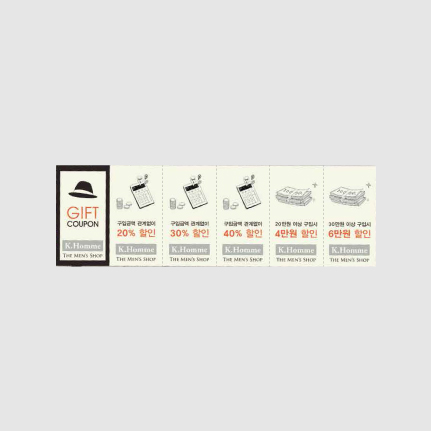 GIFT
COUPON
K.Homme
THE MEN'S SHOP
구입금액 관계없이
20% 할인
K.Homme
THE MEN'S SHOP
구입금액 관계없이
30% 할인
K.Homme
THE MEN'S SHOP
구입금액 관계없이
40% 할인
K.Homme
THE MEN'S SHOP
20만원 이상 구입시
4만원 할인
K.Homme
THE MEN'S SHOP
30만원 이상 구입시
6만원 할인
K.Homme
THE MEN'S SHOP